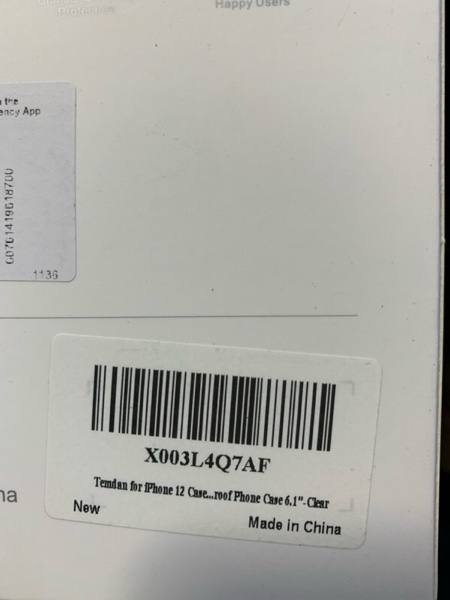 Happy Users
the
ency App
1136
X003L4Q7AF
Temdan for iPhone 12 Case...roof Phone Case 6.1"-Clear
New
Made in China
na